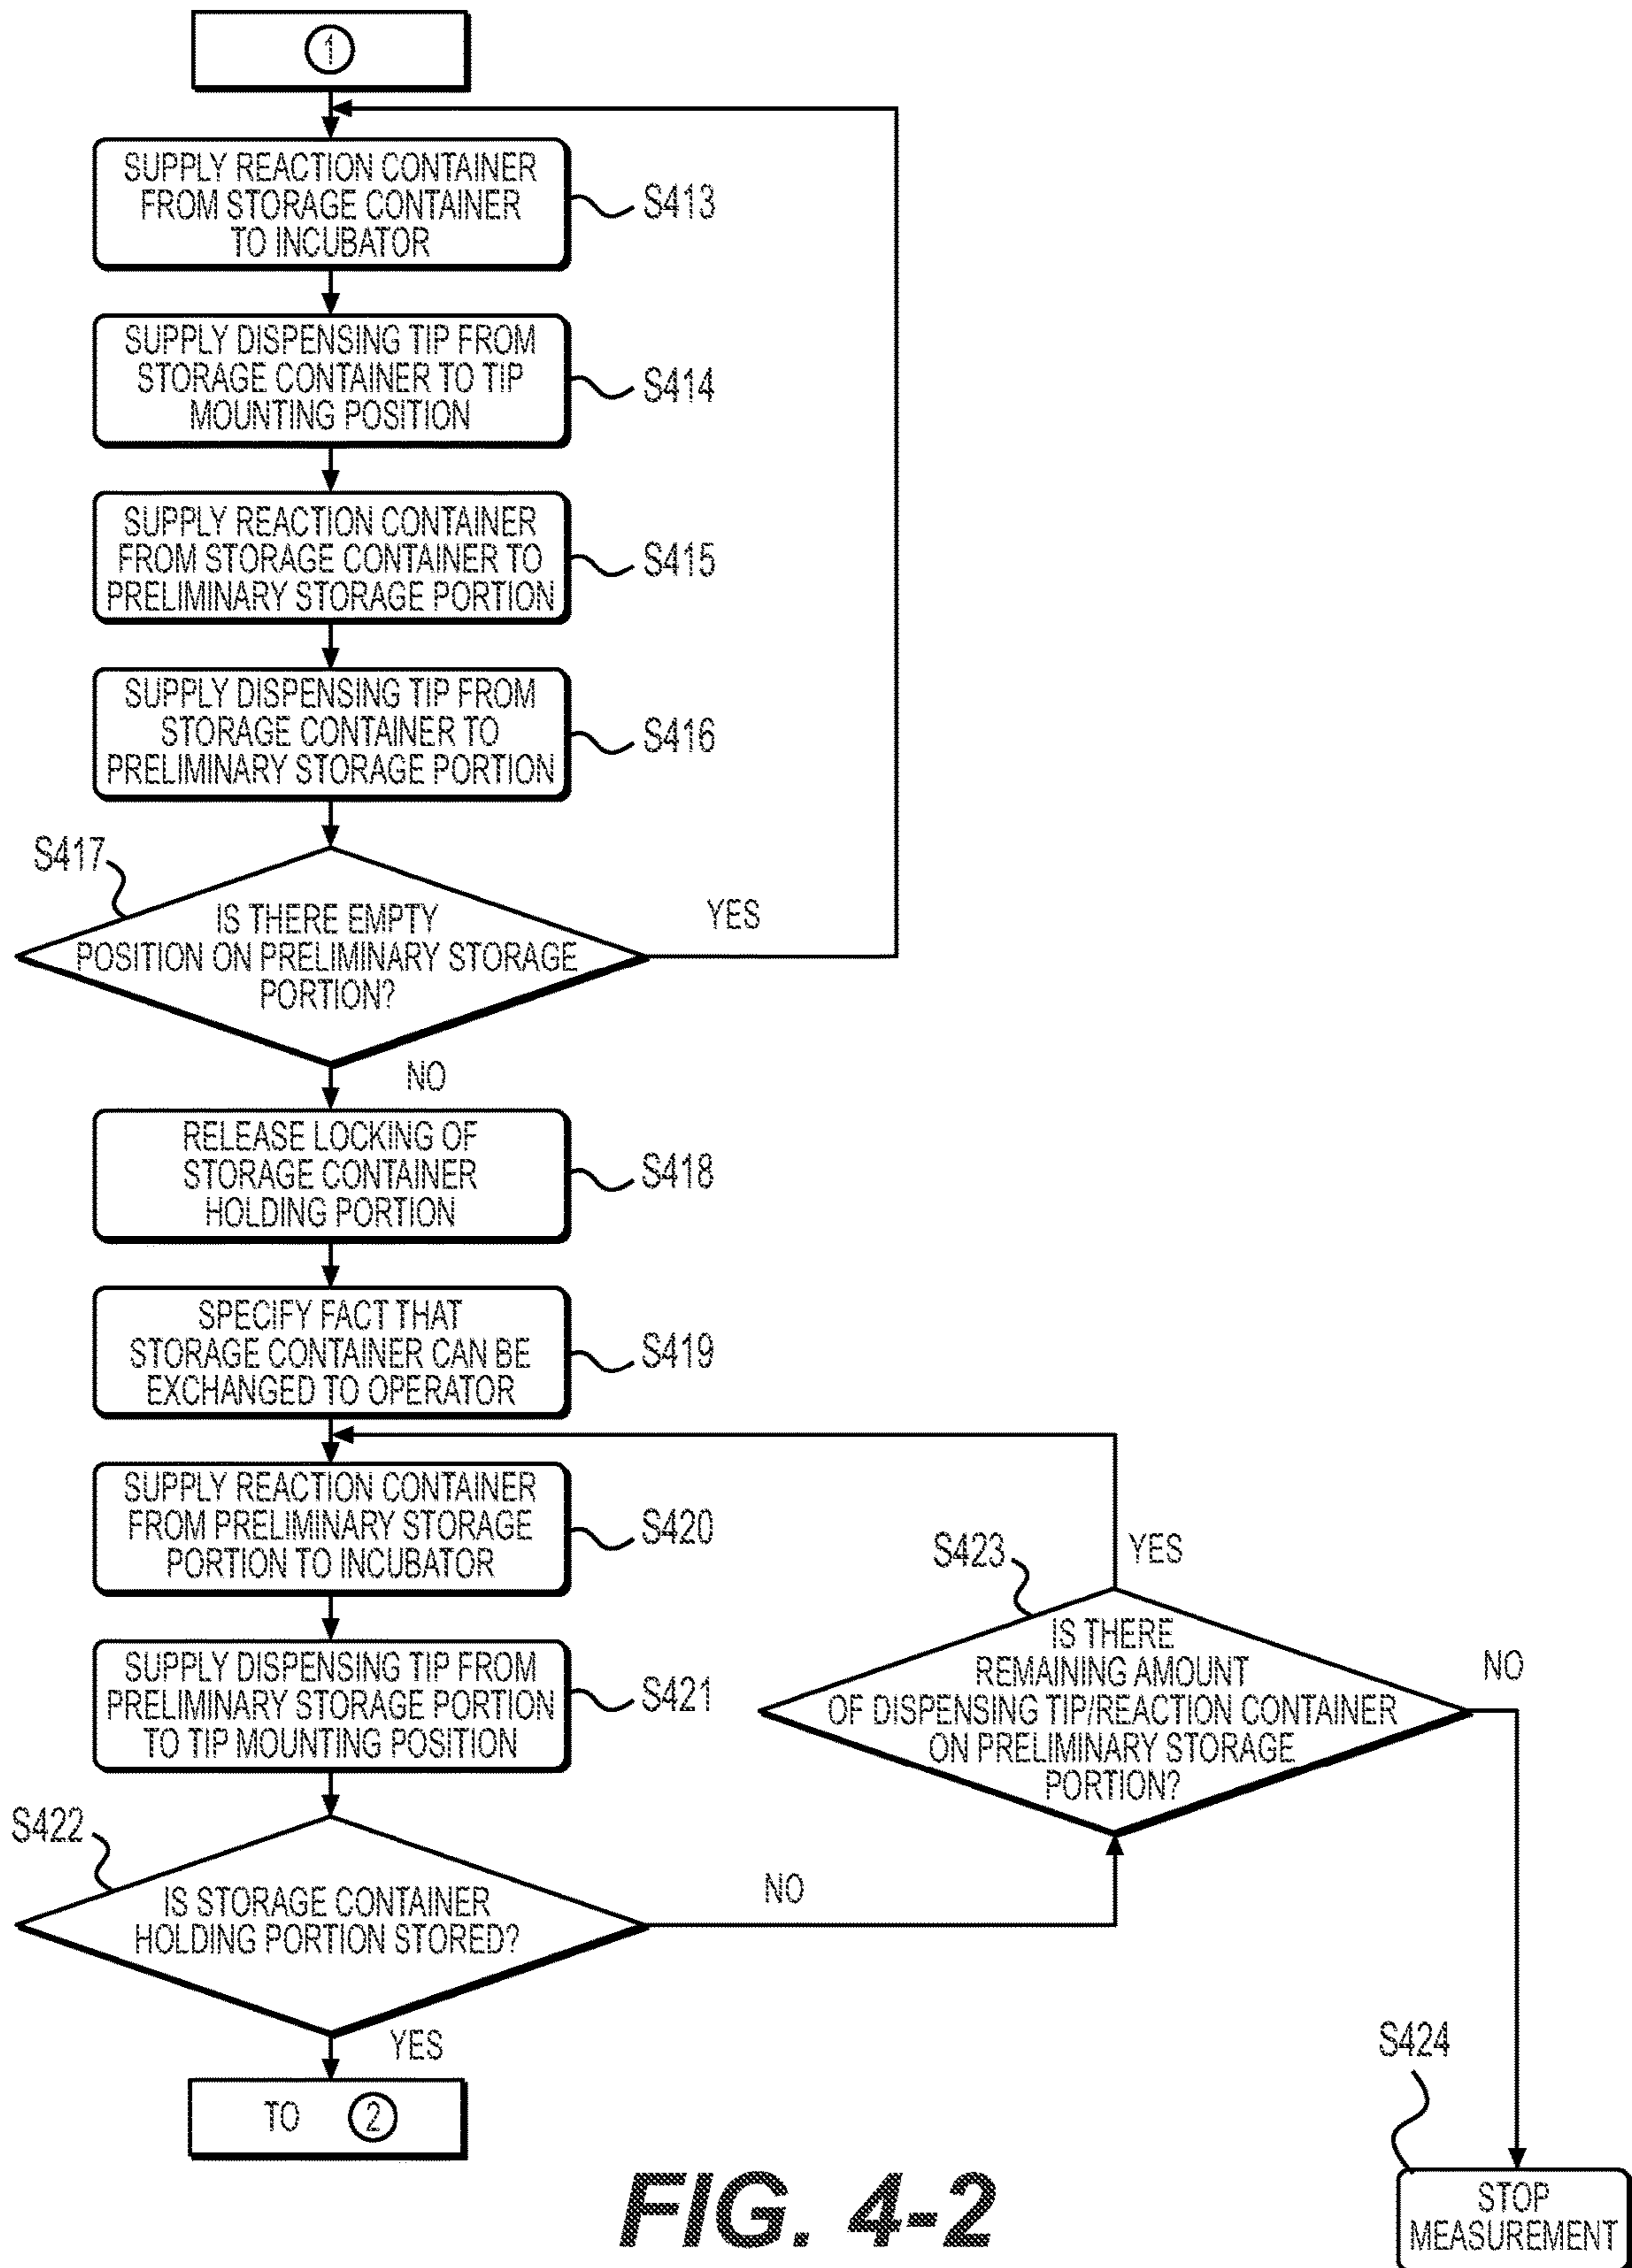 1
SUPPLY REACTION CONTAINER
FROM STORAGE CONTAINER
TO INCUBATOR
S413
SUPPLY DISPENSING TIP FROM
STORAGE CONTAINER TO TIP
MOUNTING POSITION
S414
SUPPLY REACTION CONTAINER
FROM STORAGE CONTAINER TO
PRELIMINARY STORAGE PORTION
S415
SUPPLY DISPENSING TIP FROM
STORAGE CONTAINER TO
PRELIMINARY STORAGE PORTION
S416
S417
IS THERE EMPTY
POSITION ON PRELIMINARY STORAGE
PORTION?
YES
NO
RELEASE LOCKING OF
STORAGE CONTAINER
HOLDING PORTION
S418
SPECIFY FACT THAT
STORAGE CONTAINER CAN BE
EXCHANGED TO OPERATOR
S419
SUPPLY REACTION CONTAINER
FROM PRELIMINARY STORAGE
PORTION TO INCUBATOR
S420
SUPPLY DISPENSING TIP FROM
PRELIMINARY STORAGE PORTION
TO TIP MOUNTING POSITION
S421
S422
IS STORAGE CONTAINER
HOLDING PORTION STORED?
NO
YES
TO 2
S423
YES
IS THERE
REMAINING AMOUNT
OF DISPENSING TIP/REACTION CONTAINER
ON PRELIMINARY STORAGE
PORTION?
NO
S424
STOP
MEASUREMENT
FIG. 4-2